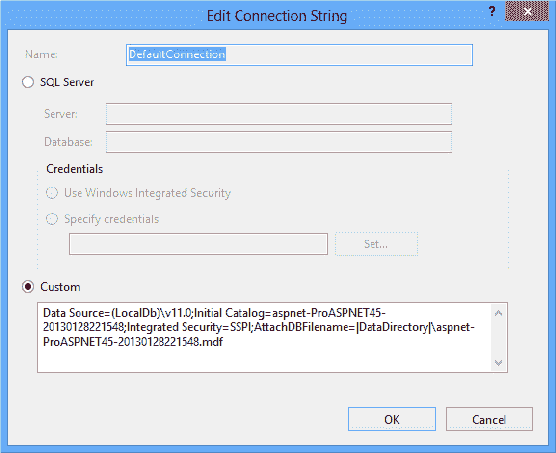 Edit Connection String
? x
Name: DefaultConnection
SQL Server
Server:
Database:
Credentials
Use Windows Integrated Security
Specify credentials
Set...
Custom
Data Source=(LocalDb)\v11.0;Initial Catalog=aspnet-ProASPNET45-
20130128221548;Integrated Security=SSPI;AttachDBFilename=|DataDirectory|\aspnet-
ProASPNET45-20130128221548.mdf
OK Cancel